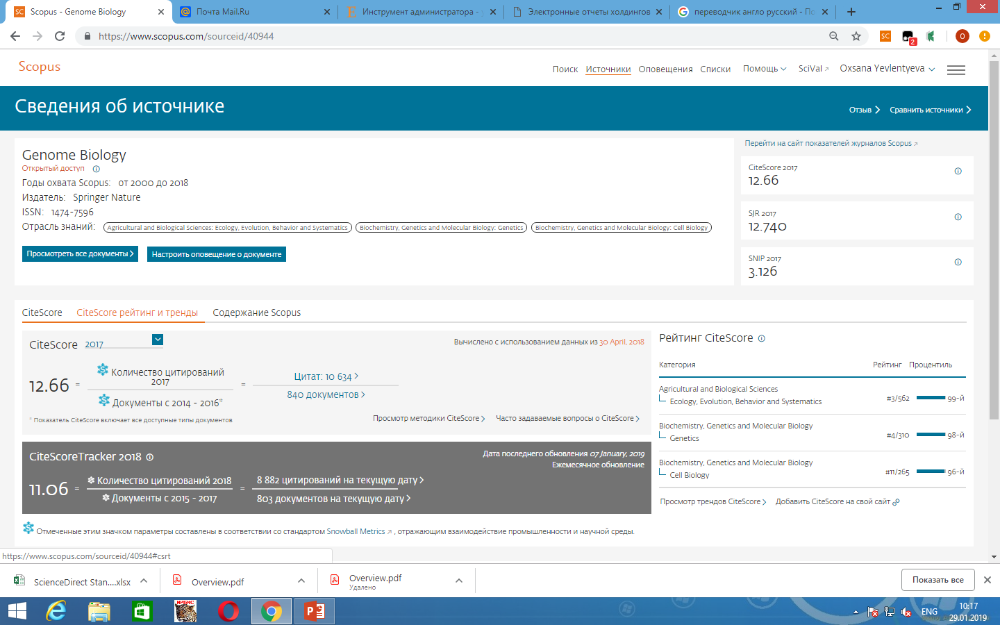 Scopus - Genome Biology
Почта Mail.Ru
Инструмент администратора -
Электронные отчеты холдингов
переводчик англо русский - По
https://www.scopus.com/sourceid/40944
SC
2
O
Scopus
Поиск Источники Оповещения Списки Помощь SciVal Oxsana Yevlentyeva
Сведения об источнике
Отзыв Сравнить источники
Genome Biology
Открытый доступ
Годы охвата Scopus: от 2000 до 2018
Издатель: Springer Nature
ISSN: 1474-7596
Отрасль знаний: Agricultural and Biological Sciences: Ecology, Evolution, Behavior and Systematics Biochemistry, Genetics and Molecular Biology: Genetics Biochemistry, Genetics and Molecular Biology: Cell Biology
Просмотреть все документы Настроить оповещение о документе
Перейти на сайт показателей журналов Scopus
CiteScore 2017
12.66
SJR 2017
12.740
SNIP 2017
3.126
CiteScore CiteScore рейтинг и тренды Содержание Scopus
CiteScore 2017
Вычислено с использованием данных из 30 April, 2018
12.66 =
Количество цитирований
2017
Документы с 2014 - 2016*
=
Цитат: 10 634 >
840 документов >
* Показатель CiteScore включает все доступные типы документов
Просмотр методики CiteScore > Часто задаваемые вопросы о CiteScore >
CiteScoreTracker 2018
Дата последнего обновления 07 January, 2019
Ежемесячное обновление
11.06 =
Количество цитирований 2018
Документы с 2015 - 2017
=
8 882 цитирований на текущую дату >
803 документов на текущую дату >
Рейтинг CiteScore
Категория Рейтинг Процентиль
Agricultural and Biological Sciences
Ecology, Evolution, Behavior and Systematics #3/562 99-й
Biochemistry, Genetics and Molecular Biology
Genetics #4/310 98-й
Biochemistry, Genetics and Molecular Biology
Cell Biology #11/265 96-й
Просмотр трендов CiteScore > Добавить CiteScore на свой сайт
Отмеченные этим значком параметры составлены в соответствии со стандартом Snowball Metrics , отражающим взаимодействие промышленности и научной среды.
https://www.scopus.com/sourceid/40944#csrt
ScienceDirect Stan....xlsx
Overview.pdf
Overview.pdf
Удалено
Показать все
ИРБИС
ENG
10:17
29.01.2019